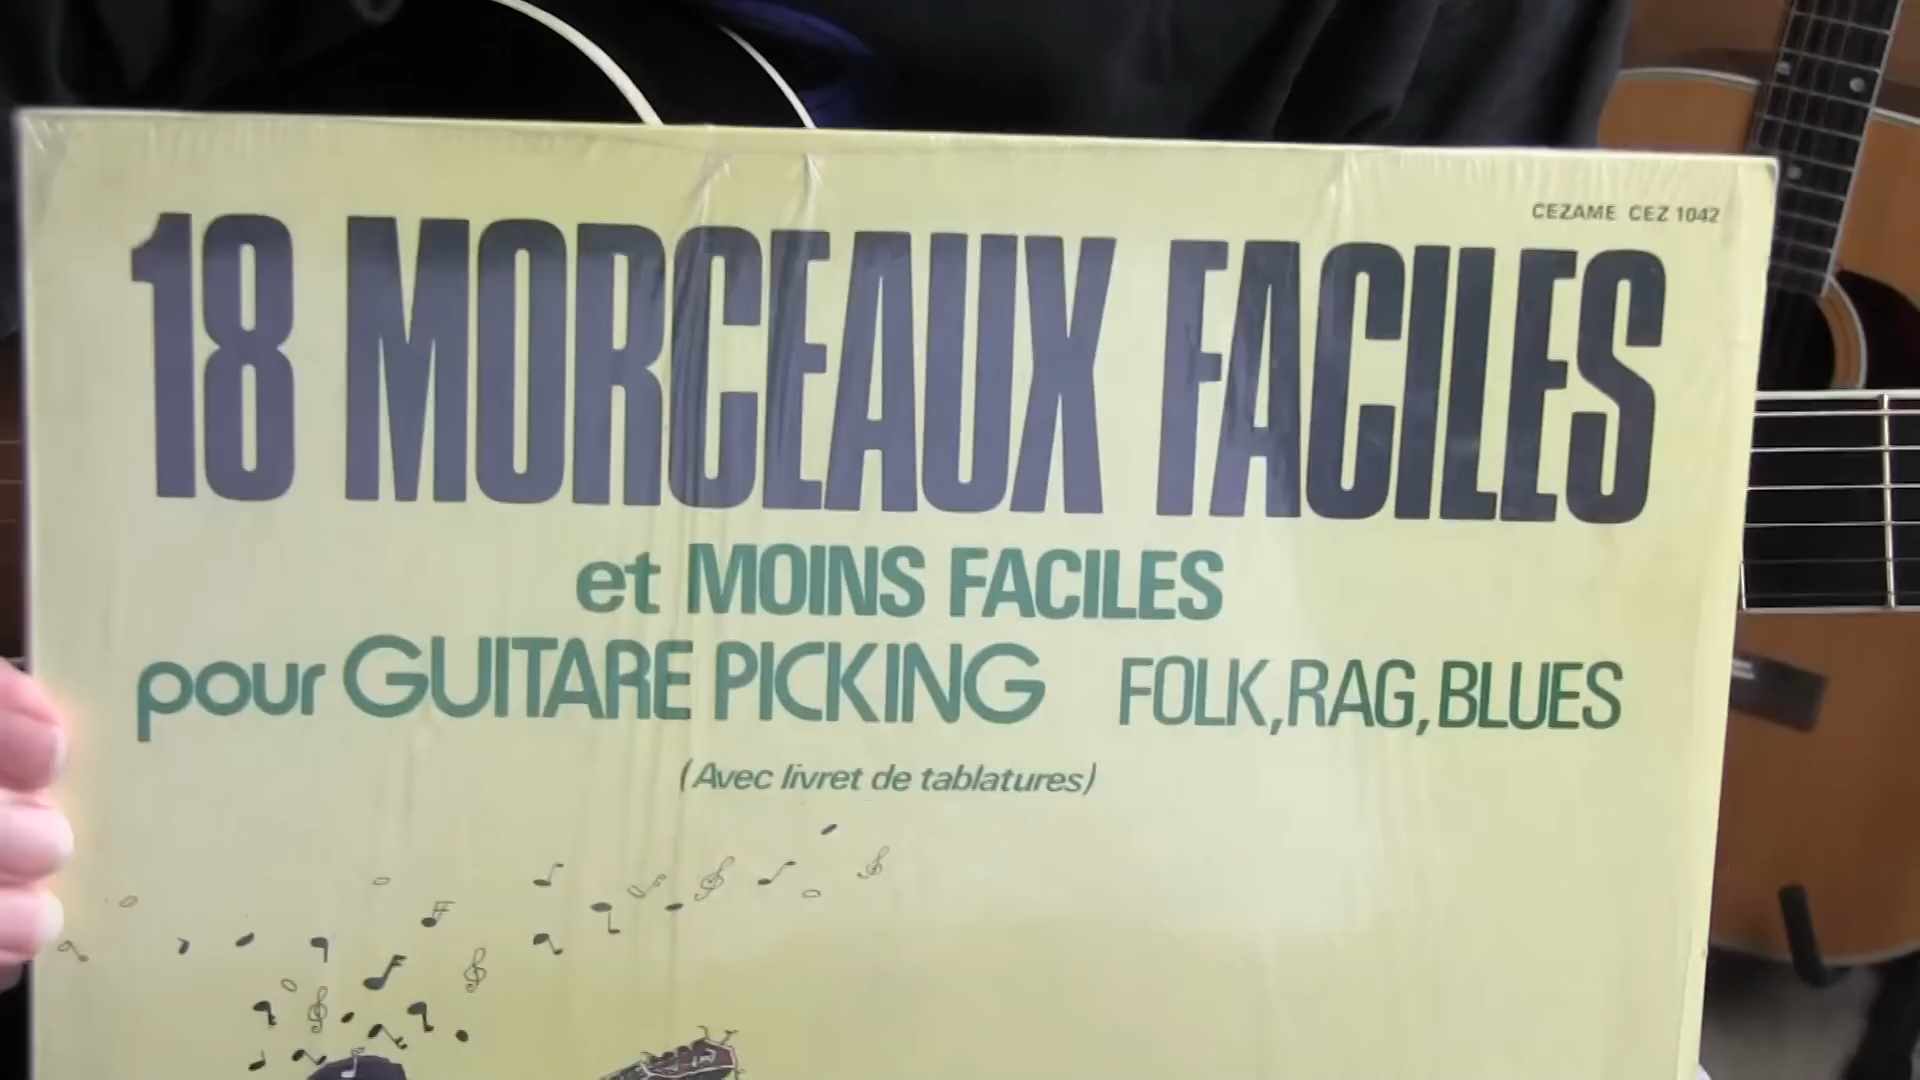 CEZAME CEZ 1042
18 MORCEAUX FACILES
et MOINS FACILES
pour GUITARE PICKING FOLK, RAG, BLUES
(Avec livret de tablatures)